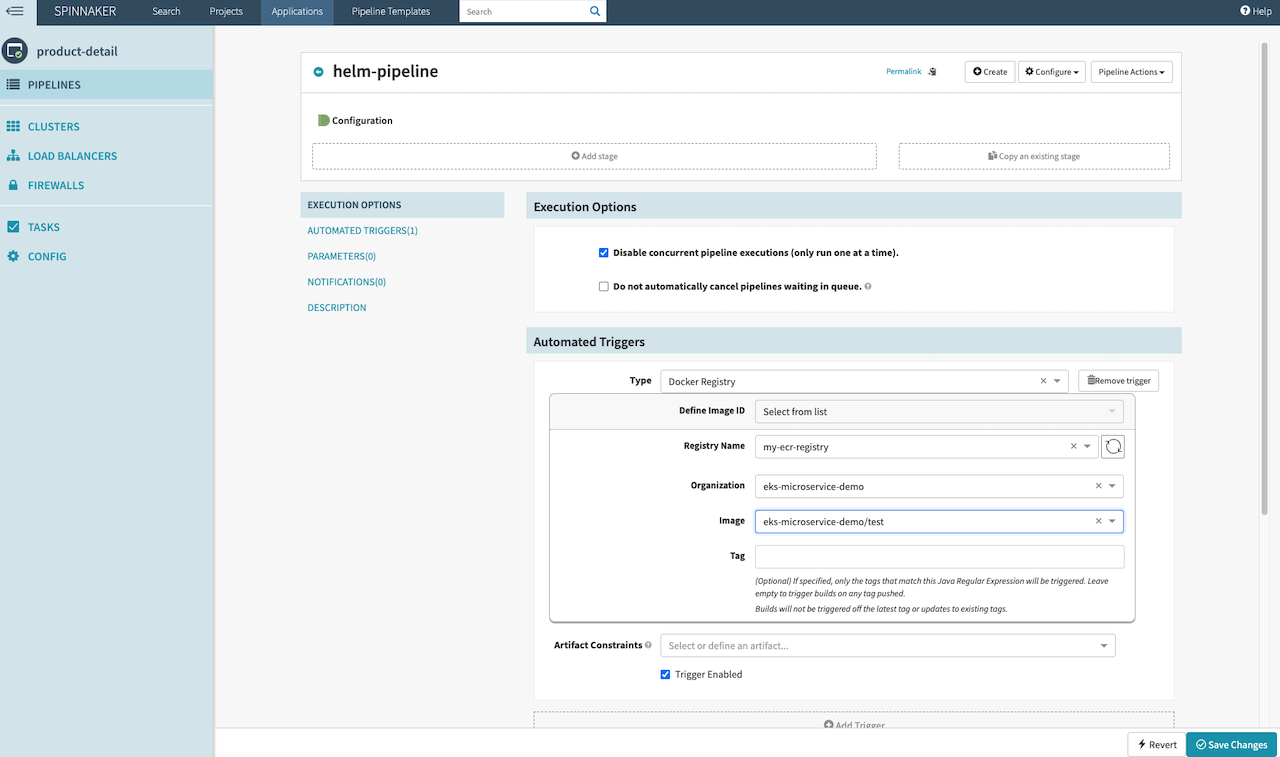 SPINNAKER Search Projects Applications Pipeline Templates Search Help
product-detail
PIPELINES
CLUSTERS
LOAD BALANCERS
FIREWALLS
TASKS
CONFIG
helm-pipeline Permalink Create Configure Pipeline Actions
Configuration
Add stage Copy an existing stage
EXECUTION OPTIONS
AUTOMATED TRIGGERS(1)
PARAMETERS(0)
NOTIFICATIONS(0)
DESCRIPTION
Execution Options
Disable concurrent pipeline executions (only run one at a time).
Do not automatically cancel pipelines waiting in queue.
Automated Triggers
Type Docker Registry Remove trigger
Define Image ID Select from list
Registry Name my-ecr-registry
Organization eks-microservice-demo
Image eks-microservice-demo/test
Tag
(Optional) If specified, only the tags that match this Java Regular Expression will be triggered. Leave
empty to trigger builds on any tag pushed.
Builds will not be triggered off the latest tag or updates to existing tags.
Artifact Constraints Select or define an artifact...
Trigger Enabled
Add Trigger
Revert Save Changes